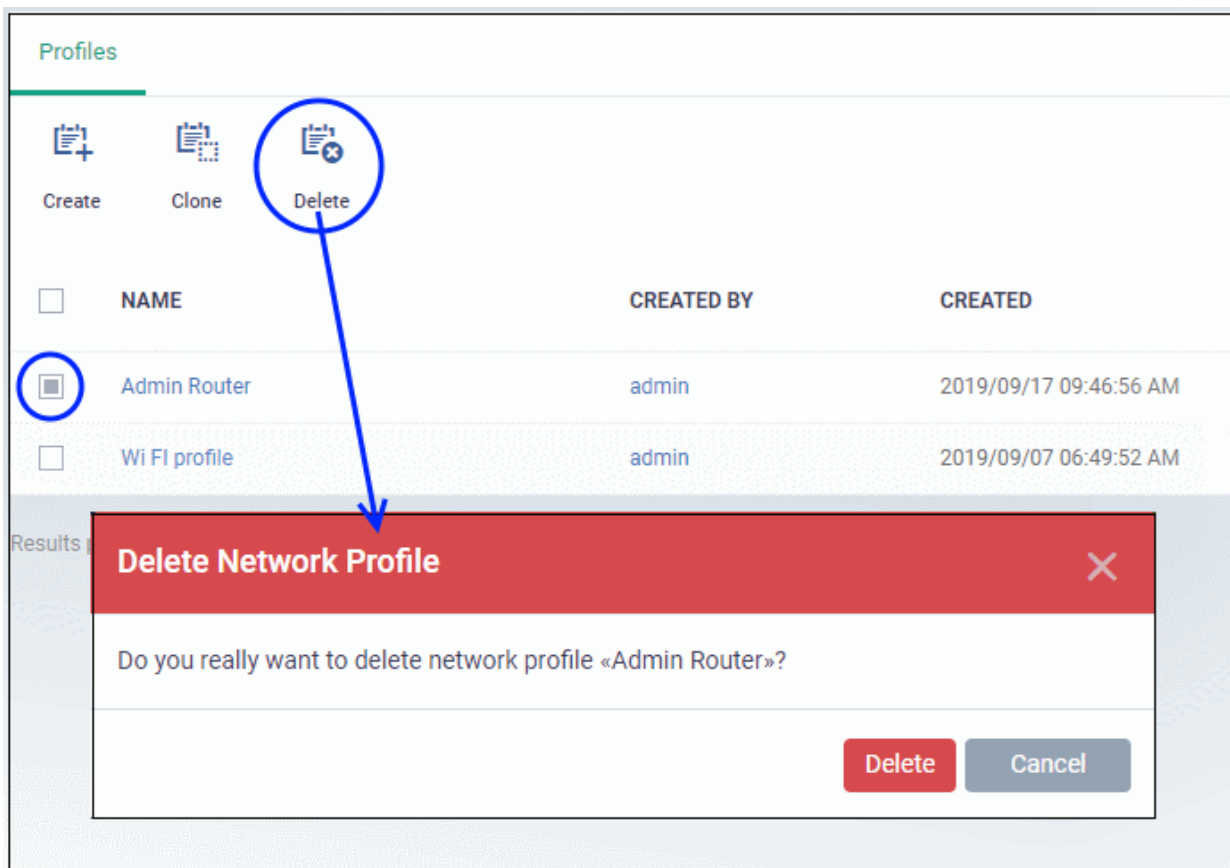 Profiles
Create Clone Delete
NAME CREATED BY CREATED
Admin Router admin 2019/09/17 09:46:56 AM
Wi FI profile admin 2019/09/07 06:49:52 AM
Results
Delete Network Profile
Do you really want to delete network profile «Admin Router»?
Delete Cancel